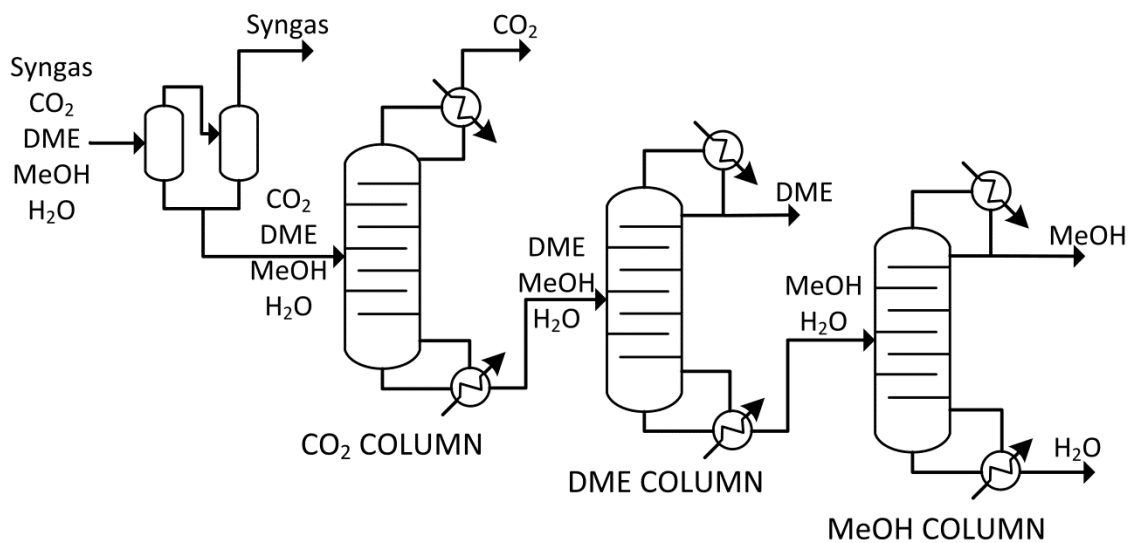 Syngas
CO₂
DME
MeOH
H₂O
Syngas
CO₂
DME
MeOH
H₂O
CO₂
CO₂ COLUMN
DME
MeOH
H₂O
DME
DME COLUMN
MeOH
H₂O
MeOH
H₂O
MeOH COLUMN